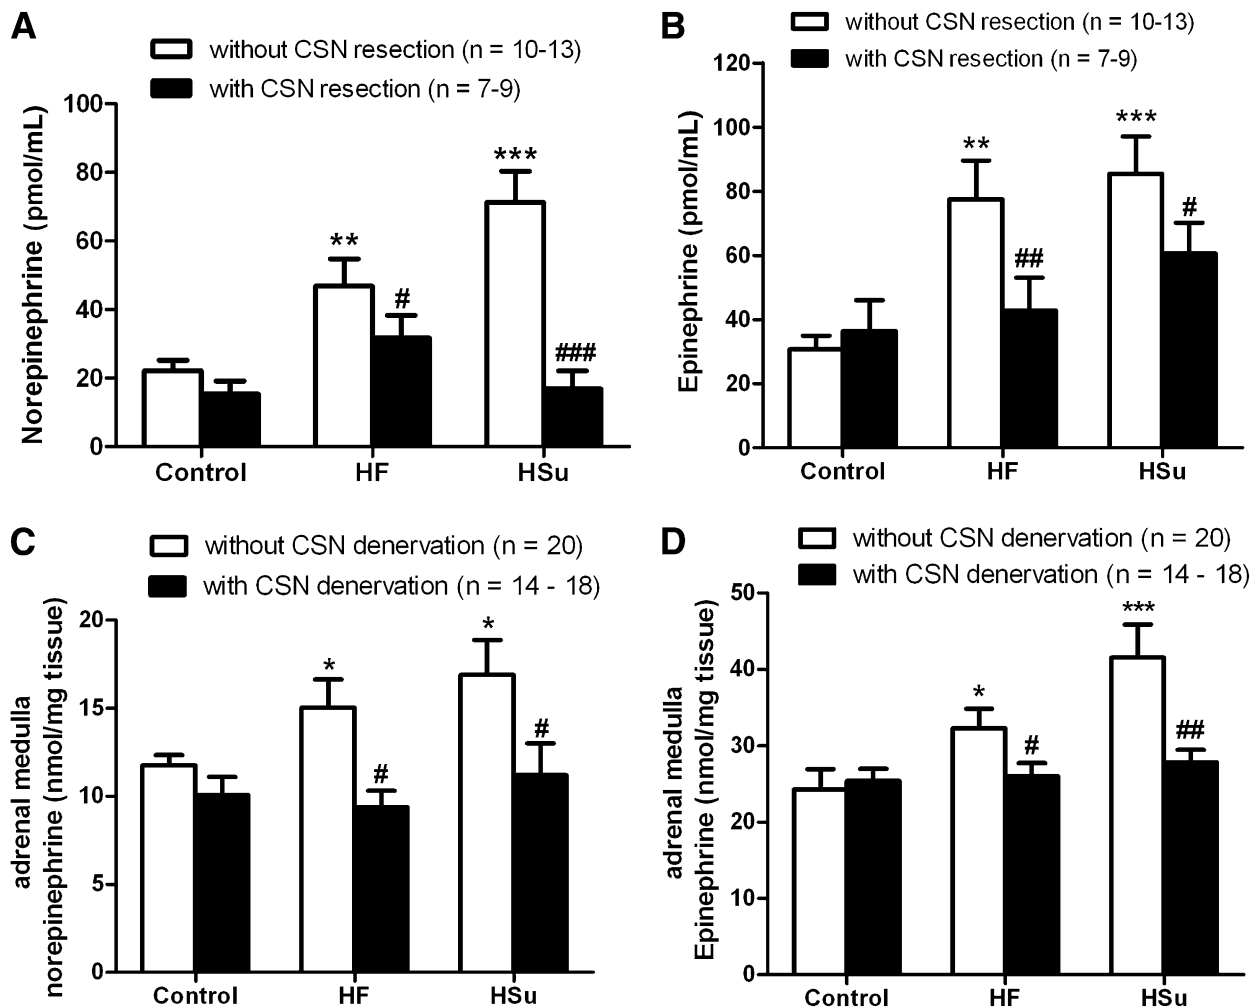 A
without CSN resection (n = 10-13)
with CSN resection (n = 7-9)
Norepinephrine (pmol/mL)
100
80
60
40
20
0
**
#
***
###
Control
HF
HSu
B
without CSN resection (n = 10-13)
with CSN resection (n = 7-9)
Epinephrine (pmol/mL)
120
100
80
60
40
20
0
**
##
***
#
Control
HF
HSu
C
without CSN denervation (n = 20)
with CSN denervation (n = 14 - 18)
adrenal medulla
norepinephrine (nmol/mg tissue)
20
15
10
5
0
*
#
*
#
Control
HF
HSu
D
without CSN denervation (n = 20)
with CSN denervation (n = 14 - 18)
adrenal medulla
Epinephrine (nmol/mg tissue)
50
40
30
20
10
0
*
#
***
##
Control
HF
HSu